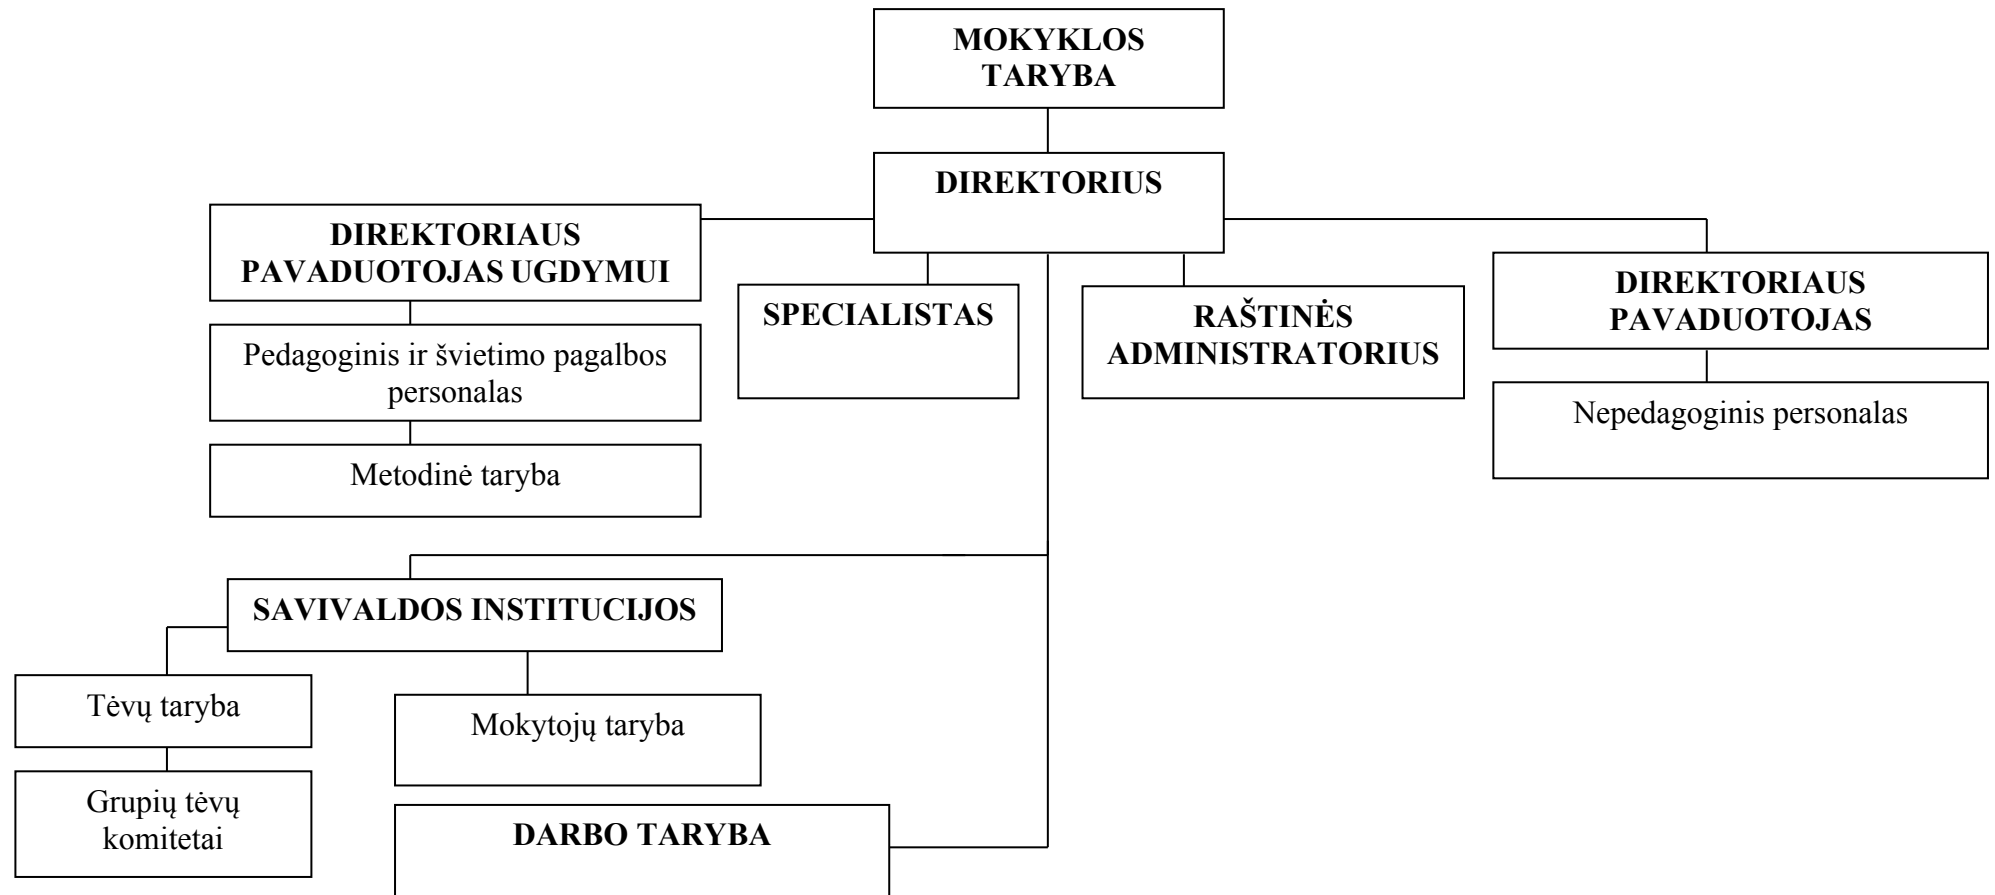 MOKYKLOS
TARYBA
DIREKTORIUS
DIREKTORIAUS
PAVADUOTOJAS UGDYMUI
SPECIALISTAS
RAŠTINĖS
ADMINISTRATORIUS
DIREKTORIAUS
PAVADUOTOJAS
Pedagoginis ir švietimo pagalbos
personalas
Nepedagoginis personalas
Metodinė taryba
SAVIVALDOS INSTITUCIJOS
Tėvų taryba
Mokytojų taryba
Grupių tėvų
komitetai
DARBO TARYBA